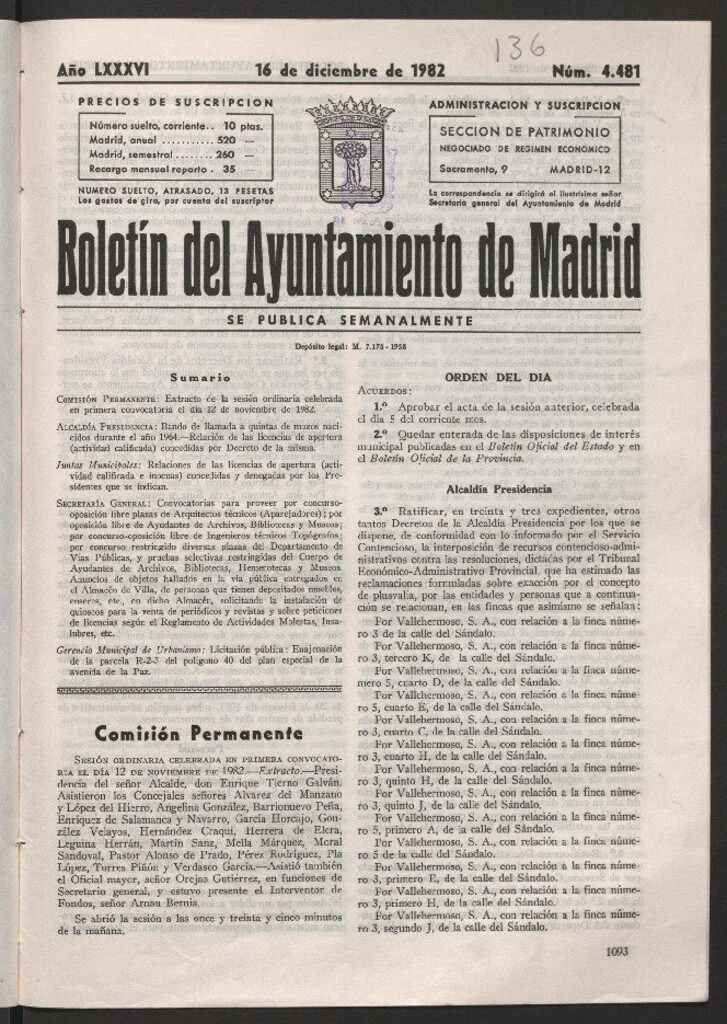 136
Año LXXXVI 16 de diciembre de 1982 Núm. 4.481
PRECIOS DE SUSCRIPCION
Número suelto, corriente.. 10 ptas.
Madrid, anual ........... 520 —
Madrid, semestral ........ 260 —
Recargo mensual reparto . 35 —
NUMERO SUELTO, ATRASADO, 13 PESETAS
Los gastos de giro, por cuenta del suscriptor
ADMINISTRACION Y SUSCRIPCION
SECCION DE PATRIMONIO
NEGOCIADO DE REGIMEN ECONOMICO
Sacramento, 9 MADRID-12
La correspondencia se dirigirá al ilustrísimo señor
Secretario general del Ayuntamiento de Madrid
Boletín del Ayuntamiento de Madrid
SE PUBLICA SEMANALMENTE
Depósito legal: M. 7.178 - 1958
Sumario
COMISIÓN PERMANENTE: Extracto de la sesión ordinaria celebrada
en primera convocatoria el día 12 de noviembre de 1982.
ALCALDÍA PRESIDENCIA: Bando de llamada a quintas de mozos naci-
cidos durante el año 1964.—Relación de las licencias de apertura
(actividad calificada) concedidas por Decreto de la misma.
Juntas Municipales: Relaciones de las licencias de apertura (acti-
vidad calificada e inocua) concedidas y denegadas por los Pre-
sidentes que se indican.
SECRETARÍA GENERAL: Convocatorias para proveer por concurso-
oposición libre plazas de Arquitectos técnicos (Aparejadores); por
oposición libre de Ayudantes de Archivos, Bibliotecas y Museos;
por concurso-oposición libre de Ingenieros técnicos Topógrafos;
por concurso restringido diversas plazas del Departamento de
Vías Públicas, y pruebas selectivas restringidas del Cuerpo de
Ayudantes de Archivos, Bibliotecas, Hemerotecas y Museos.
Anuncios de objetos hallados en la vía pública entregados en
el Almacén de Villa, de personas que tienen depositados muebles,
enseres, etc., en dicho Almacén, solicitando la instalación de
quioscos para la venta de periódicos y revistas y sobre peticiones
de licencias según el Reglamento de Actividades Molestas, Insa-
lubres, etc.
Gerencia Municipal de Urbanismo: Licitación pública: Enajenación
de la parcela R-2-3 del polígono 40 del plan especial de la
avenida de la Paz.
Comisión Permanente
SESIÓN ORDINARIA CELEBRADA EN PRIMERA CONVOCATO-
RIA EL DÍA 12 DE NOVIEMBRE DE 1982.—Extracto.—Presi-
dencia del señor Alcalde, don Enrique Tierno Galván.
Asistieron los Concejales señores Alvarez del Manzano
y López del Hierro, Angelina González, Barrionuevo Peña,
Enríquez de Salamanca y Navarro, García Horcajo, Gon-
zález Velayos, Hernández Craqui, Herrera de Elera,
Leguina Herrán, Martín Sanz, Mella Márquez, Moral
Sandoval, Pastor Alonso de Prado, Pérez Rodríguez, Pla
López, Torres Piñón y Verdasco García.—Asistió también
el Oficial mayor, señor Orejas Gutiérrez, en funciones de
Secretario general, y estuvo presente el Interventor de
Fondos, señor Arnau Bernia.
Se abrió la sesión a las once y treinta y cinco minutos
de la mañana.
ORDEN DEL DIA
ACUERDOS:
1.º Aprobar el acta de la sesión anterior, celebrada
el día 5 del corriente mes.
2.º Quedar enterada de las disposiciones de interés
municipal publicadas en el Boletín Oficial del Estado y en
el Boletín Oficial de la Provincia.
Alcaldía Presidencia
3.º Ratificar, en treinta y tres expedientes, otros
tantos Decretos de la Alcaldía Presidencia por los que se
dispone, de conformidad con lo informado por el Servicio
Contencioso, la interposición de recursos contencioso-admi-
nistrativos contra las resoluciones, dictadas por el Tribunal
Económico-Administrativo Provincial, que ha estimado las
reclamaciones formuladas sobre exacción por el concepto
de plusvalía, por las entidades y personas que a continua-
ción se relacionan, en las fincas que asimismo se señalan:
Por Vallehermoso, S. A., con relación a la finca núme-
ro 3 de la calle del Sándalo.
Por Vallehermoso, S. A., con relación a la finca núme-
ro 3, tercero K, de la calle del Sándalo.
Por Vallehermoso, S. A., con relación a la finca núme-
mero 5, cuarto D, de la calle del Sándalo.
Por Vallehermoso, S. A., con relación a la finca núme-
ro 5, cuarto E, de la calle del Sándalo.
Por Vallehermoso, S. A., con relación a la finca núme-
ro 3, cuarto C, de la calle del Sándalo.
Por Vallehermoso, S. A., con relación a la finca núme-
ro 3, cuarto H, de la calle del Sándalo.
Por Vallehermoso, S. A., con relación a la finca núme-
ro 3, quinto H, de la calle del Sándalo.
Por Vallehermoso, S. A., con relación a la finca núme-
ro 3, quinto J, de la calle del Sándalo.
Por Vallehermoso, S. A., con relación a la finca núme-
ro 5, primero A, de la calle del Sándalo.
Por Vallehermoso, S. A., con relación a la finca núme-
ro 5 de la calle del Sándalo.
Por Vallehermoso, S. A., con relación a la finca núme-
ro 3, primero E, de la calle del Sándalo.
Por Vallehermoso, S. A., con relación a la finca núme-
ro 3, primero H, de la calle del Sándalo.
Por Vallehermoso, S. A., con relación a la finca núme-
ro 3, segundo J, de la calle del Sándalo.
1093